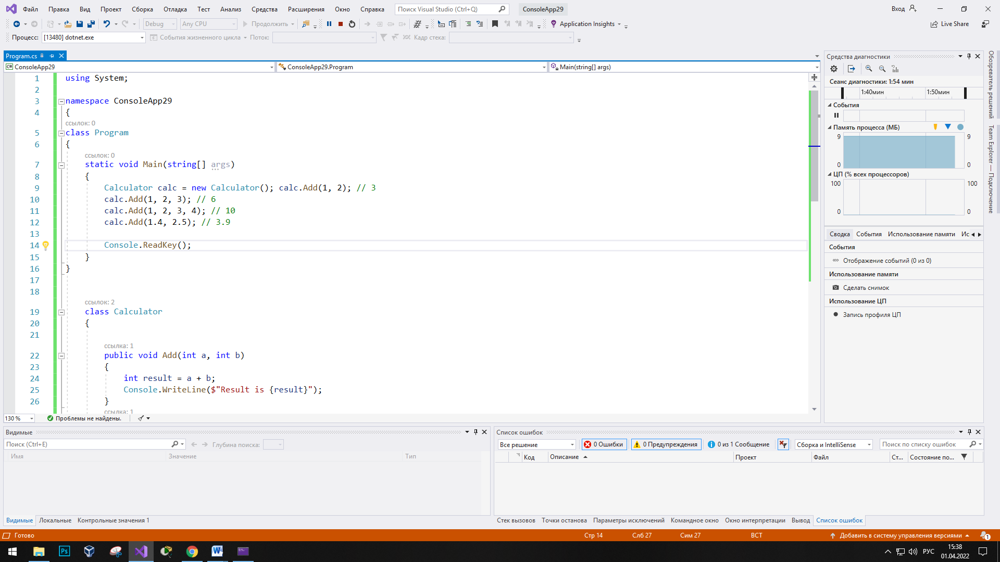 Файл Правка Вид Проект Сборка Отладка Тест Анализ Средства Расширения Окно Справка Поиск Visual Studio (Ctrl+Q) ConsoleApp29 Вход
Debug Any CPU Продолжить Application Insights Live Share
Процесс: [13480] dotnet.exe События жизненного цикла Поток: Кадр стека:
Program.cs
ConsoleApp29 ConsoleApp29.Program Main(string[] args)
1 using System;
2
3 namespace ConsoleApp29
4 {
ссылок: 0
5 class Program
6 {
ссылок: 0
7 static void Main(string[] args)
8 {
9 Calculator calc = new Calculator(); calc.Add(1, 2); // 3
10 calc.Add(1, 2, 3); // 6
11 calc.Add(1, 2, 3, 4); // 10
12 calc.Add(1.4, 2.5); // 3.9
13
14 Console.ReadKey();
15 }
16 }
17
18
ссылок: 2
19 class Calculator
20 {
21
ссылка: 1
22 public void Add(int a, int b)
23 {
24 int result = a + b;
25 Console.WriteLine($"Result is {result}");
26 }
ссылка: 1
130 % Проблемы не найдены.
Средства диагностики
Сеанс диагностики: 1:54 мин
1:40мин 1:50мин
События
Память процесса (МБ)
9 9
0 0
ЦП (% всех процессоров)
100 100
0 0
Сводка События Использование памяти Ис
События
Отображение событий (0 из 0)
Использование памяти
Сделать снимок
Использование ЦП
Запись профиля ЦП
Обозреватель решений
Team Explorer — Подключение
Видимые
Поиск (Ctrl+E) Глубина поиска:
Имя Значение Тип
Видимые Локальные Контрольные значения 1
Список ошибок
Все решение 0 Ошибки 0 Предупреждения 0 из 1 Сообщение Сборка и IntelliSense Поиск по списку ошибок
Код Описание Проект Файл Ст... Состояние по...
Стек вызовов Точки останова Параметры исключений Командное окно Окно интерпретации Вывод Список ошибок
Готово Стр 14 Слб 27 Сим 27 ВСТ Добавить в систему управления версиями 1
Ps W РУС 15:38
01.04.2022